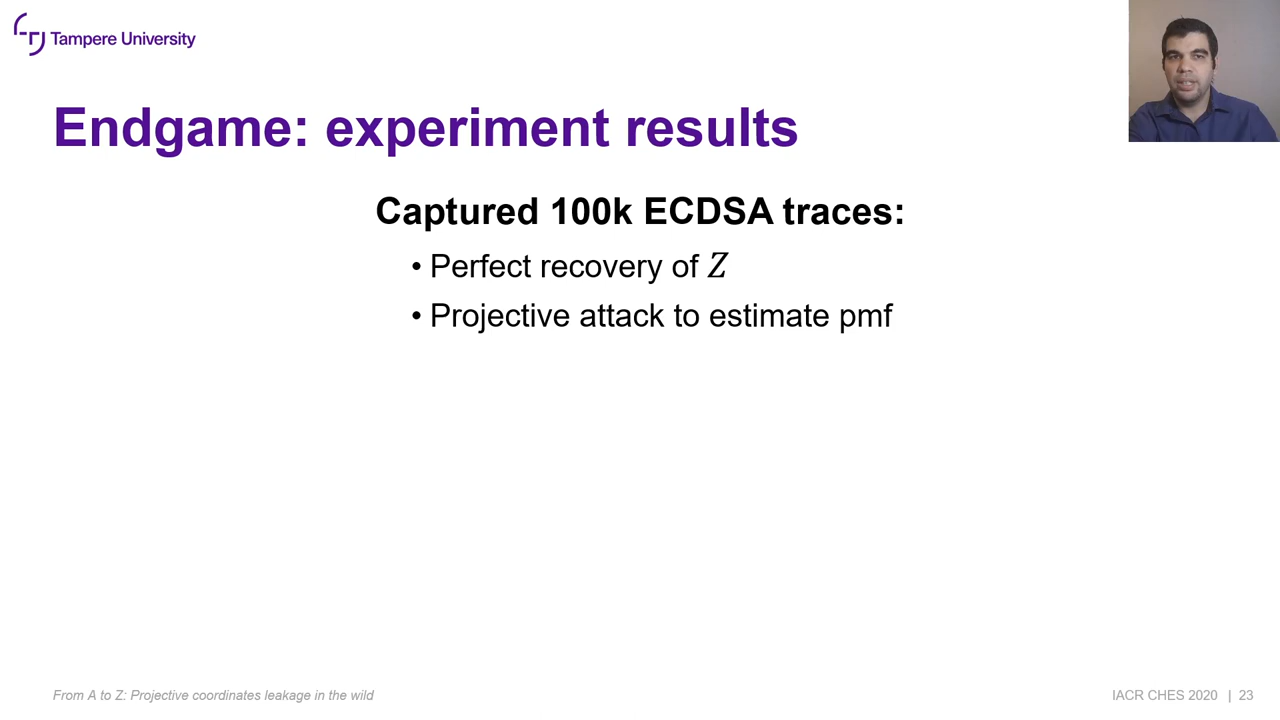 Tampere University
Endgame: experiment results
Captured 100k ECDSA traces:
• Perfect recovery of Z
• Projective attack to estimate pmf
From A to Z: Projective coordinates leakage in the wild
IACR CHES 2020 | 23